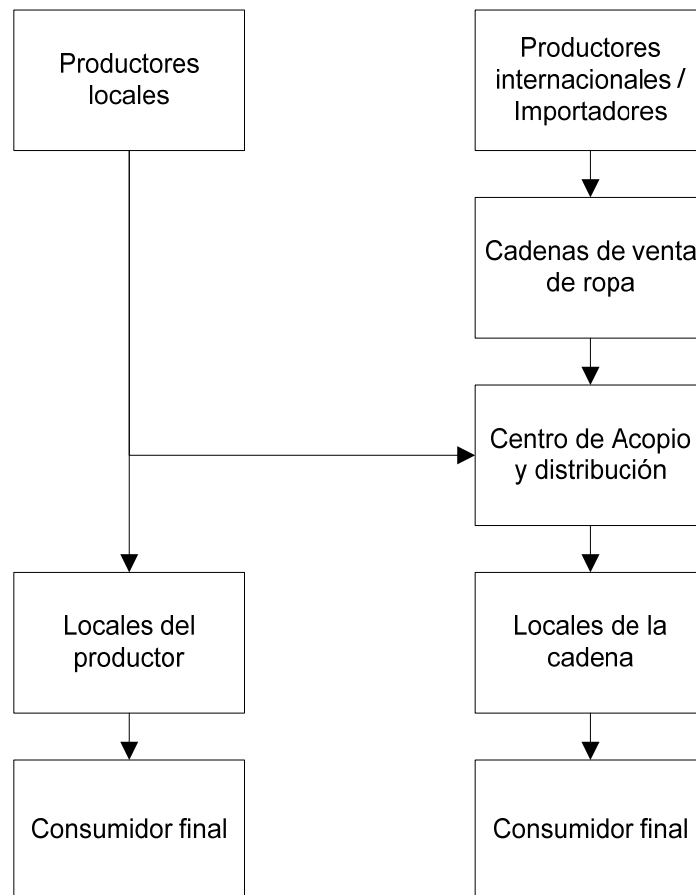 Productores
locales
Productores
internacionales /
Importadores
Cadenas de venta
de ropa
Centro de Acopio
y distribución
Locales del
productor
Locales de la
cadena
Consumidor final
Consumidor final